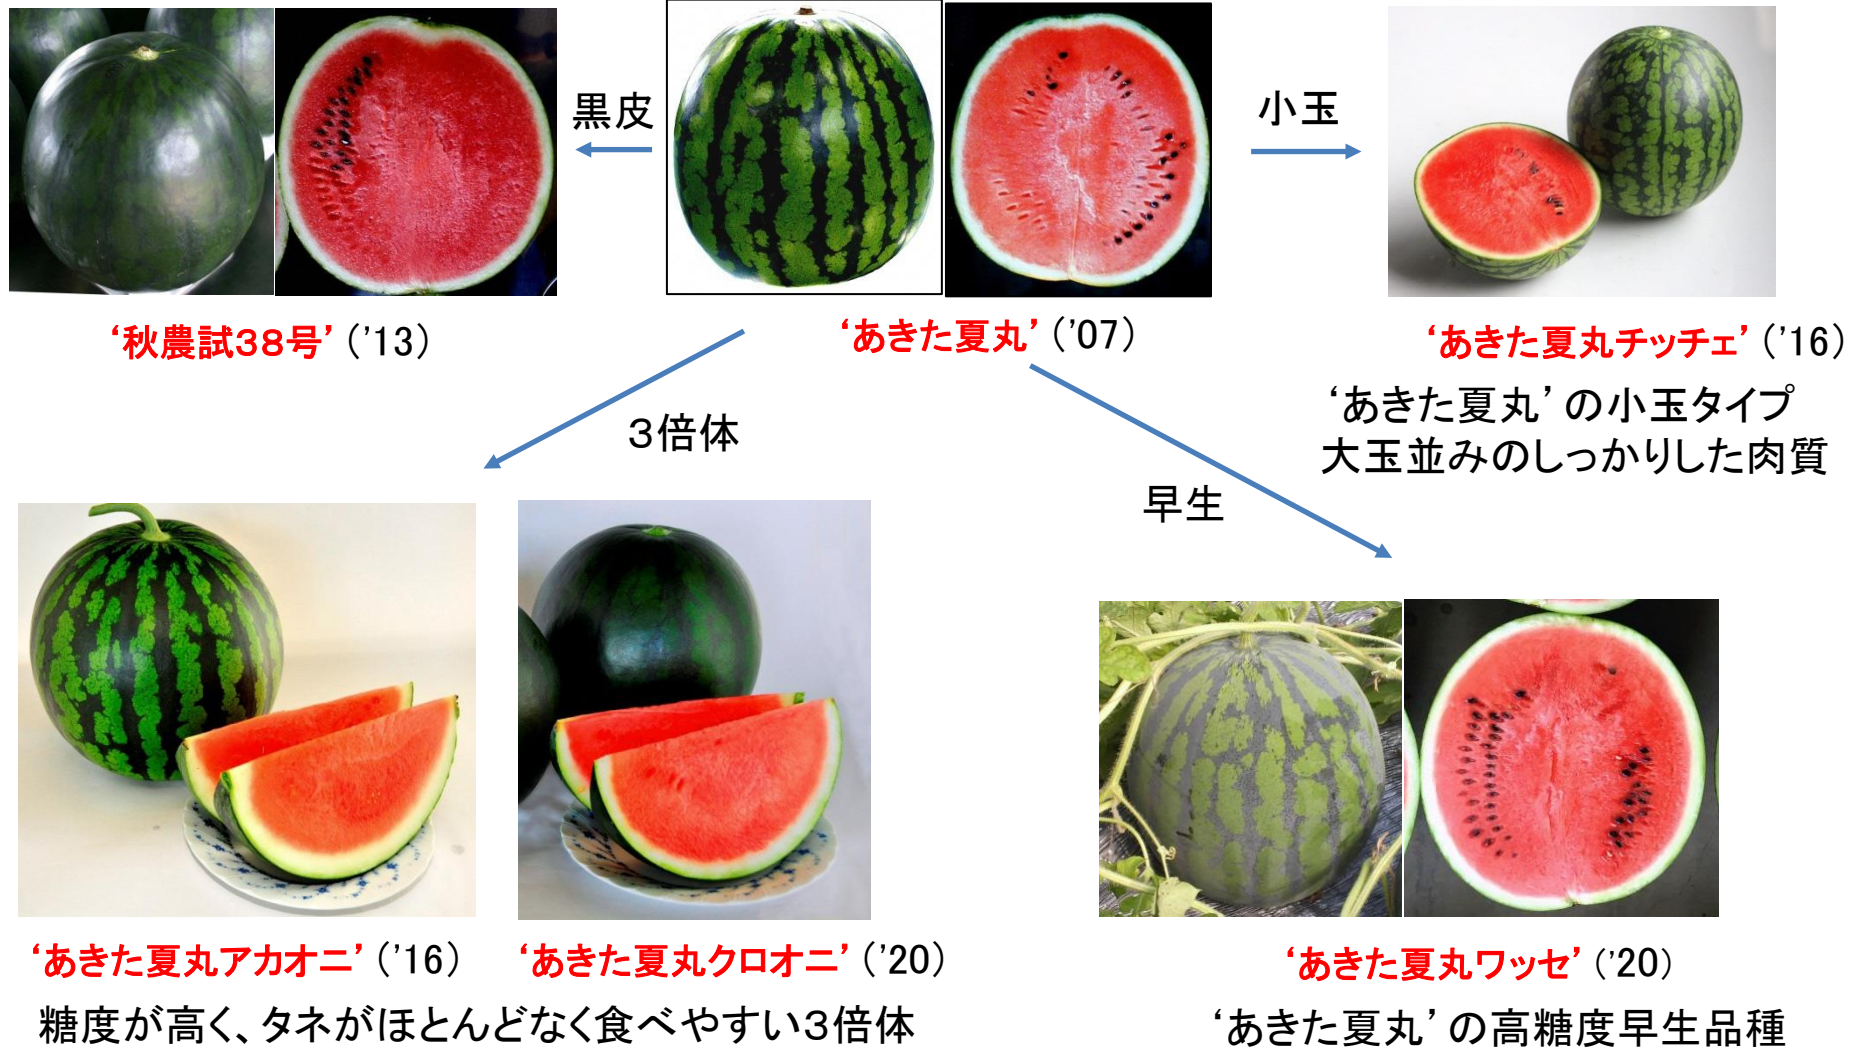 黒皮
小玉
‘秋農試38号’（’13）
‘あきた夏丸’（’07）
‘あきた夏丸チッチェ’（’16）
‘あきた夏丸’の小玉タイプ
大玉並みのしっかりした肉質
３倍体
早生
‘あきた夏丸アカオニ’（’16）
‘あきた夏丸クロオニ’（’20）
‘あきた夏丸ワッセ’（’20）
糖度が高く、タネがほとんどなく食べやすい３倍体
‘あきた夏丸’の高糖度早生品種